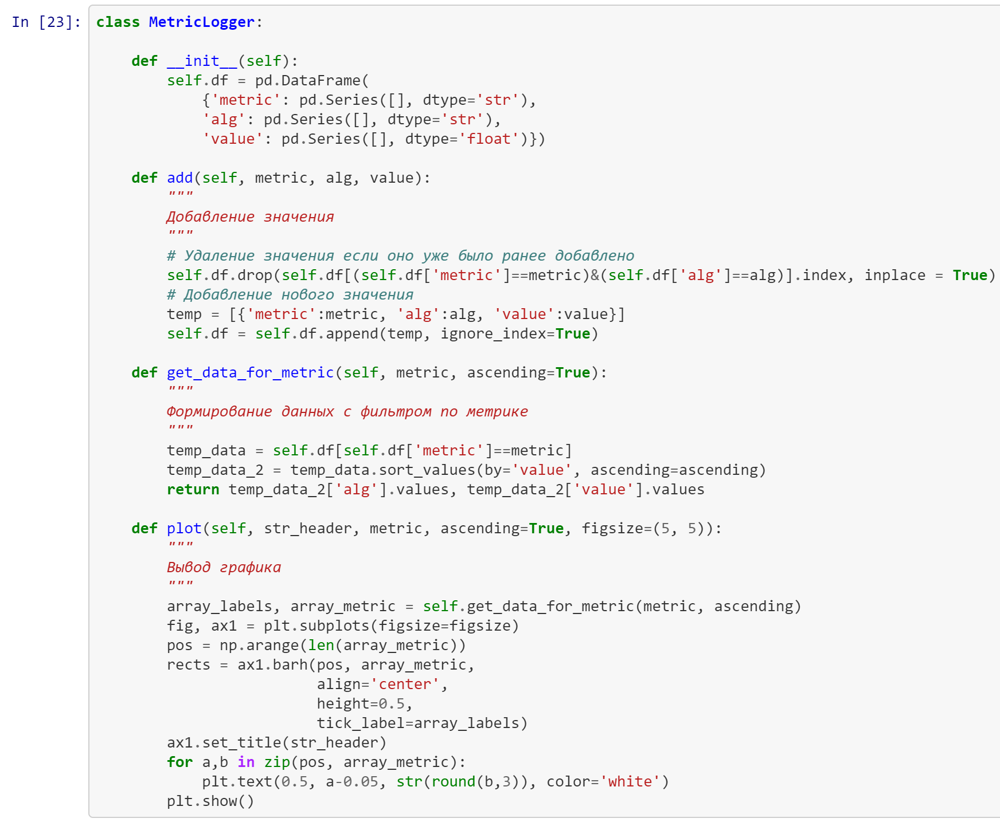 In [23]: class MetricLogger:
    def __init__(self):
        self.df = pd.DataFrame(
            {'metric': pd.Series([], dtype='str'),
            'alg': pd.Series([], dtype='str'),
            'value': pd.Series([], dtype='float')})
    def add(self, metric, alg, value):
        """
        Добавление значения
        """
        # Удаление значения если оно уже было ранее добавлено
        self.df.drop(self.df[(self.df['metric']==metric)&(self.df['alg']==alg)].index, inplace = True)
        # Добавление нового значения
        temp = [{'metric':metric, 'alg':alg, 'value':value}]
        self.df = self.df.append(temp, ignore_index=True)
    def get_data_for_metric(self, metric, ascending=True):
        """
        Формирование данных с фильтром по метрике
        """
        temp_data = self.df[self.df['metric']==metric]
        temp_data_2 = temp_data.sort_values(by='value', ascending=ascending)
        return temp_data_2['alg'].values, temp_data_2['value'].values
    def plot(self, str_header, metric, ascending=True, figsize=(5, 5)):
        """
        Вывод графика
        """
        array_labels, array_metric = self.get_data_for_metric(metric, ascending)
        fig, ax1 = plt.subplots(figsize=figsize)
        pos = np.arange(len(array_metric))
        rects = ax1.barh(pos, array_metric,
                         align='center',
                         height=0.5,
                         tick_label=array_labels)
        ax1.set_title(str_header)
        for a,b in zip(pos, array_metric):
            plt.text(0.5, a-0.05, str(round(b,3)), color='white')
        plt.show()